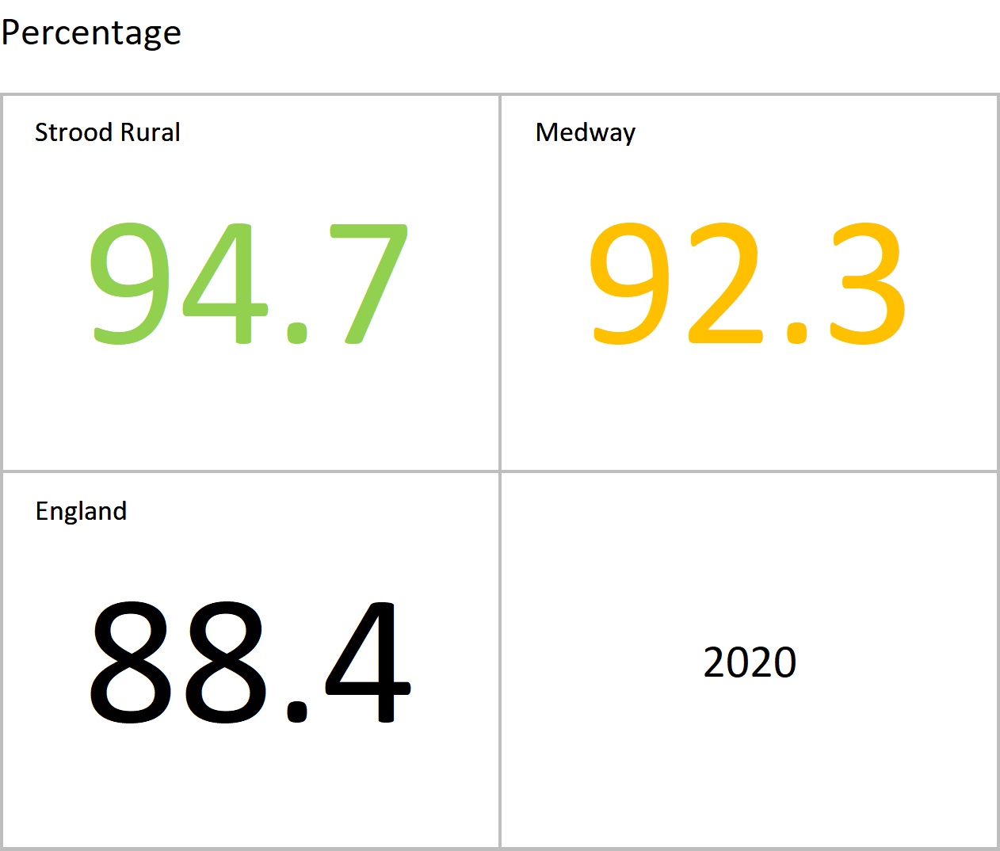 Percentage
Strood Rural
94.7
Medway
92.3
England
88.4
2020